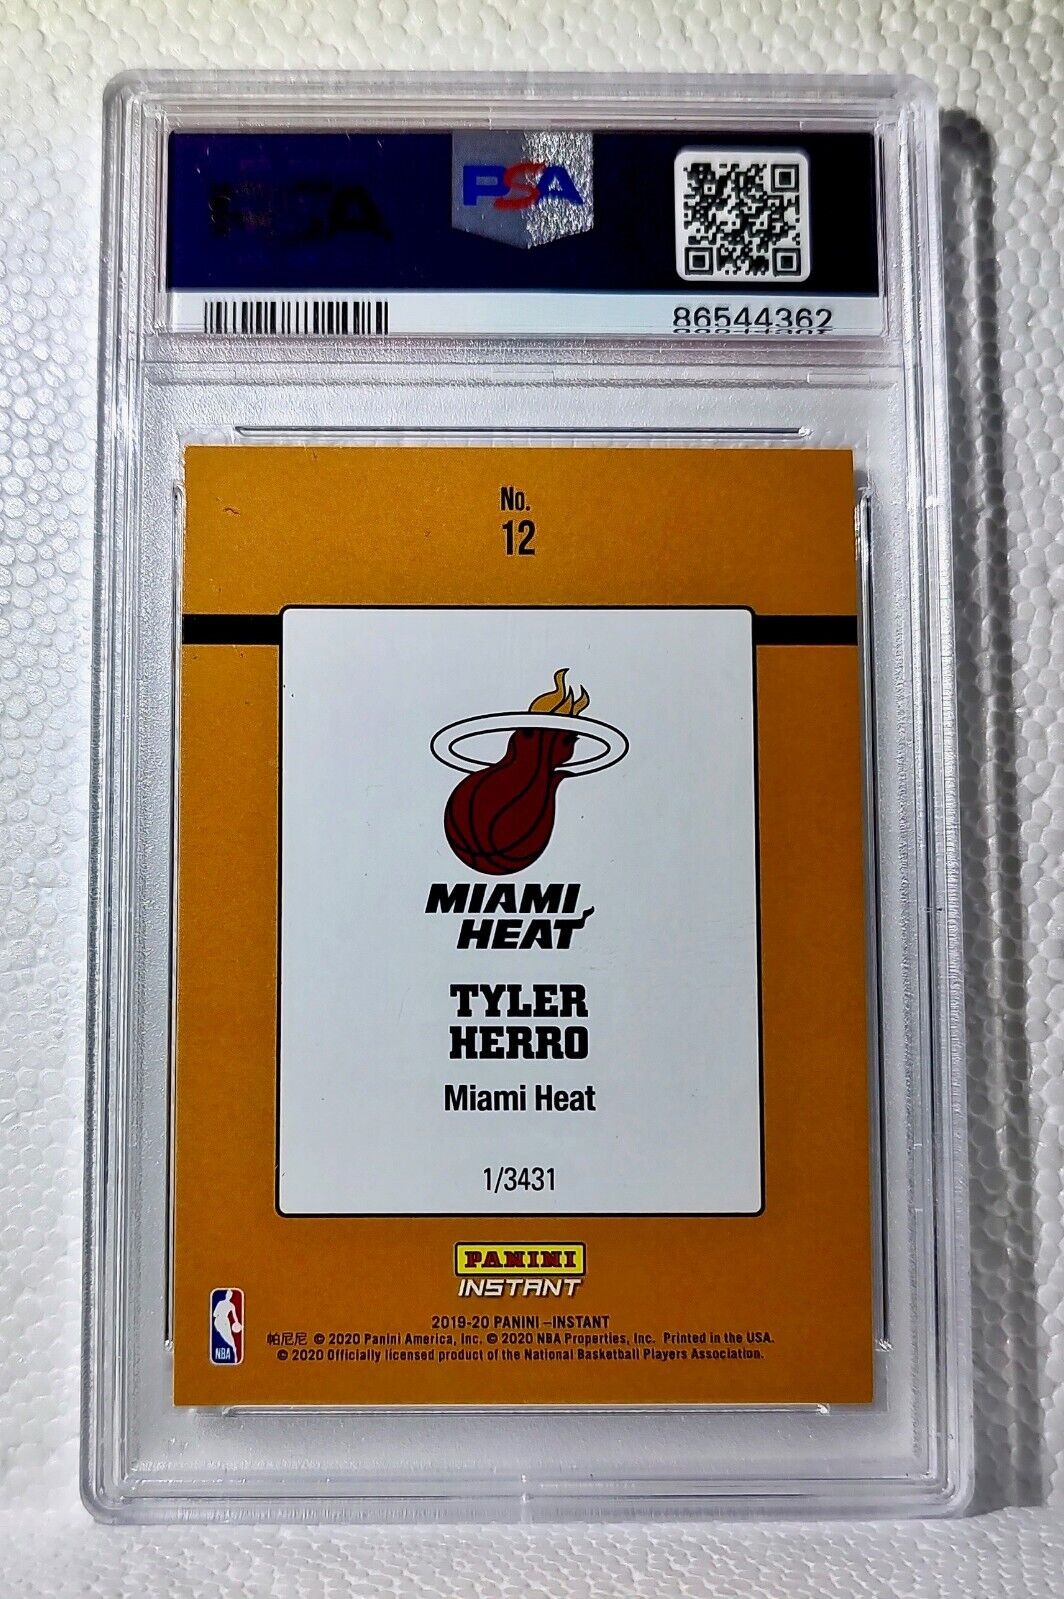 PSA
PSA
86544362
No.
12
MIAMI
HEAT
TYLER
HERRO
Miami Heat
1/3431
PANINI
INSTANT
NBA
2019-20 PANINI –INSTANT
帕尼尼 © 2020 Panini America, Inc. © 2020 NBA Properties, Inc. Printed in the USA.
© 2020 Officially licensed product of the National Basketball Players Association.